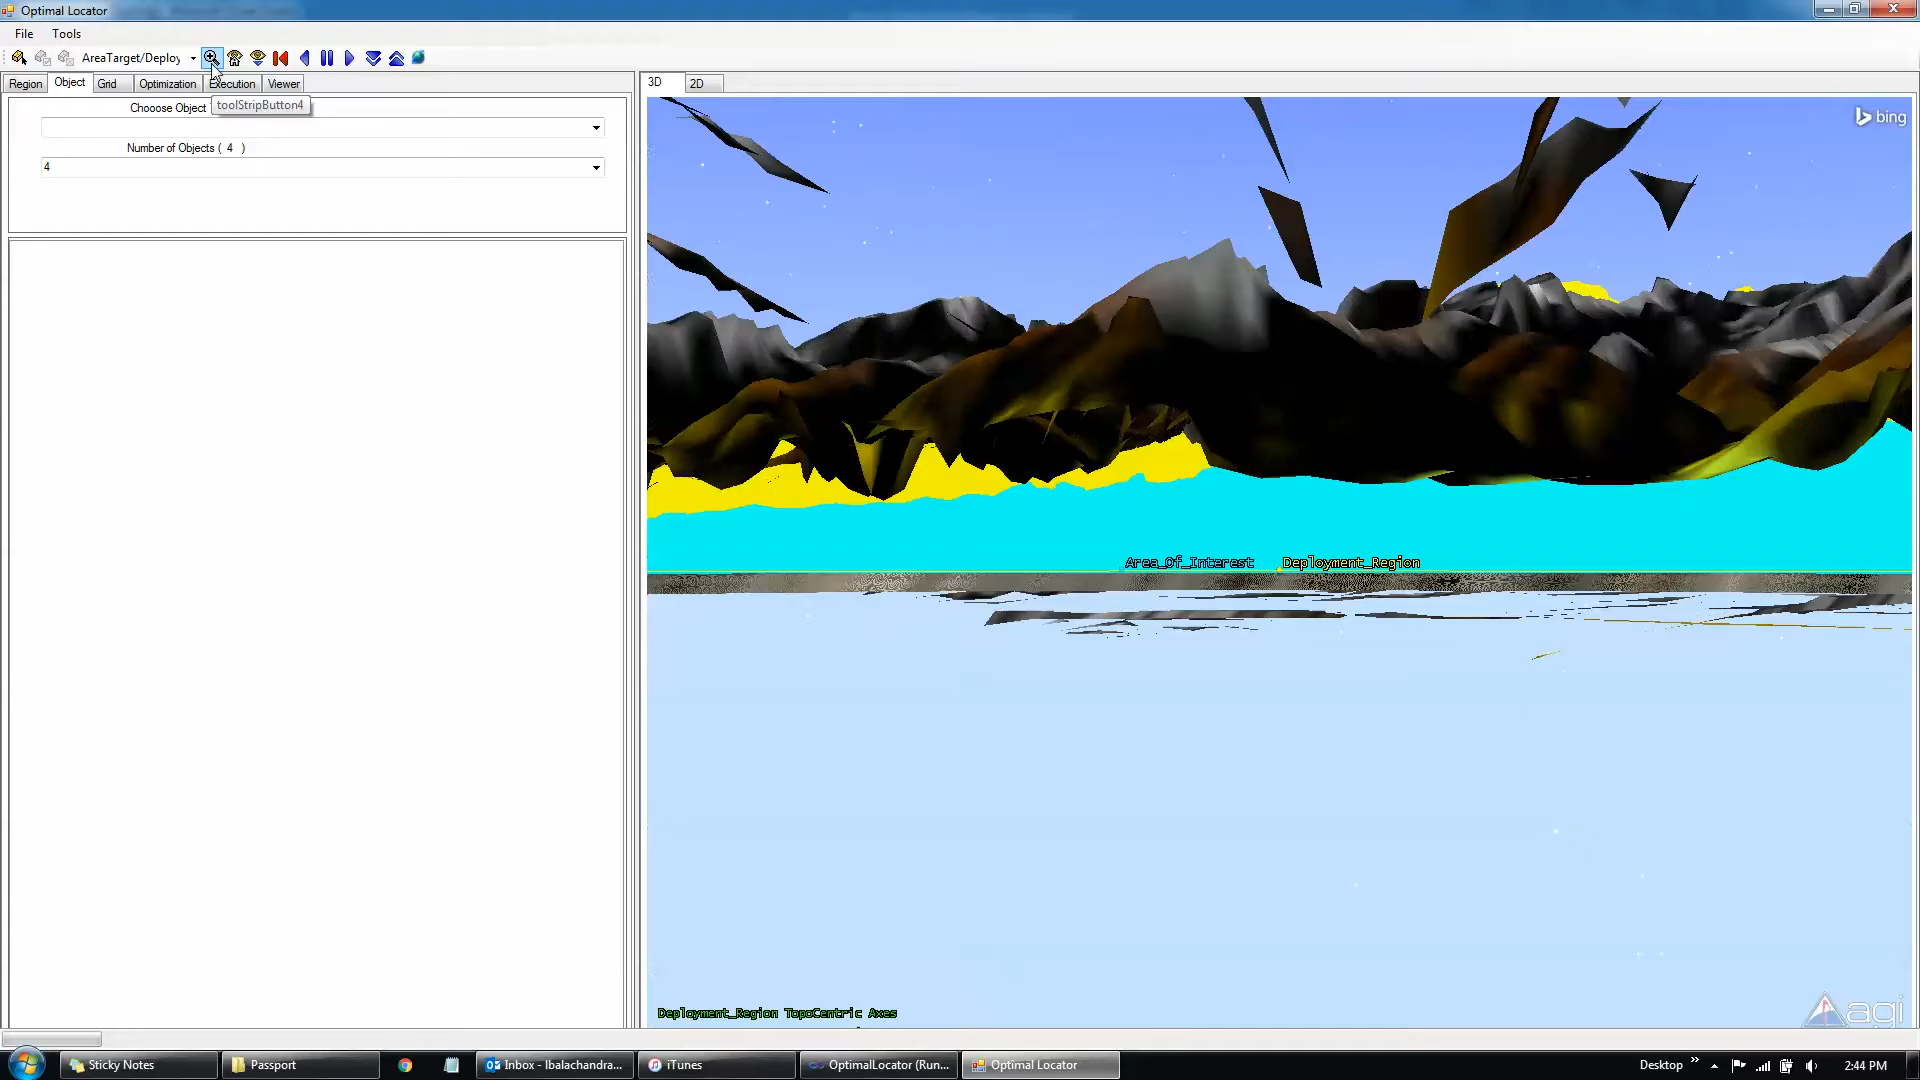 Optimal Locator
File Tools
AreaTarget/Deploy
Region Object Grid Optimization Execution Viewer
toolStripButton4
Chooose Object
Number of Objects ( 4 )
4
3D 2D
bing
Area_Of_Interest Deployment_Region
Deployment_Region TopoCentric Axes
agi
Sticky Notes Passport Inbox - lbalachandra... iTunes OptimalLocator (Run... Optimal Locator Desktop 2:44 PM